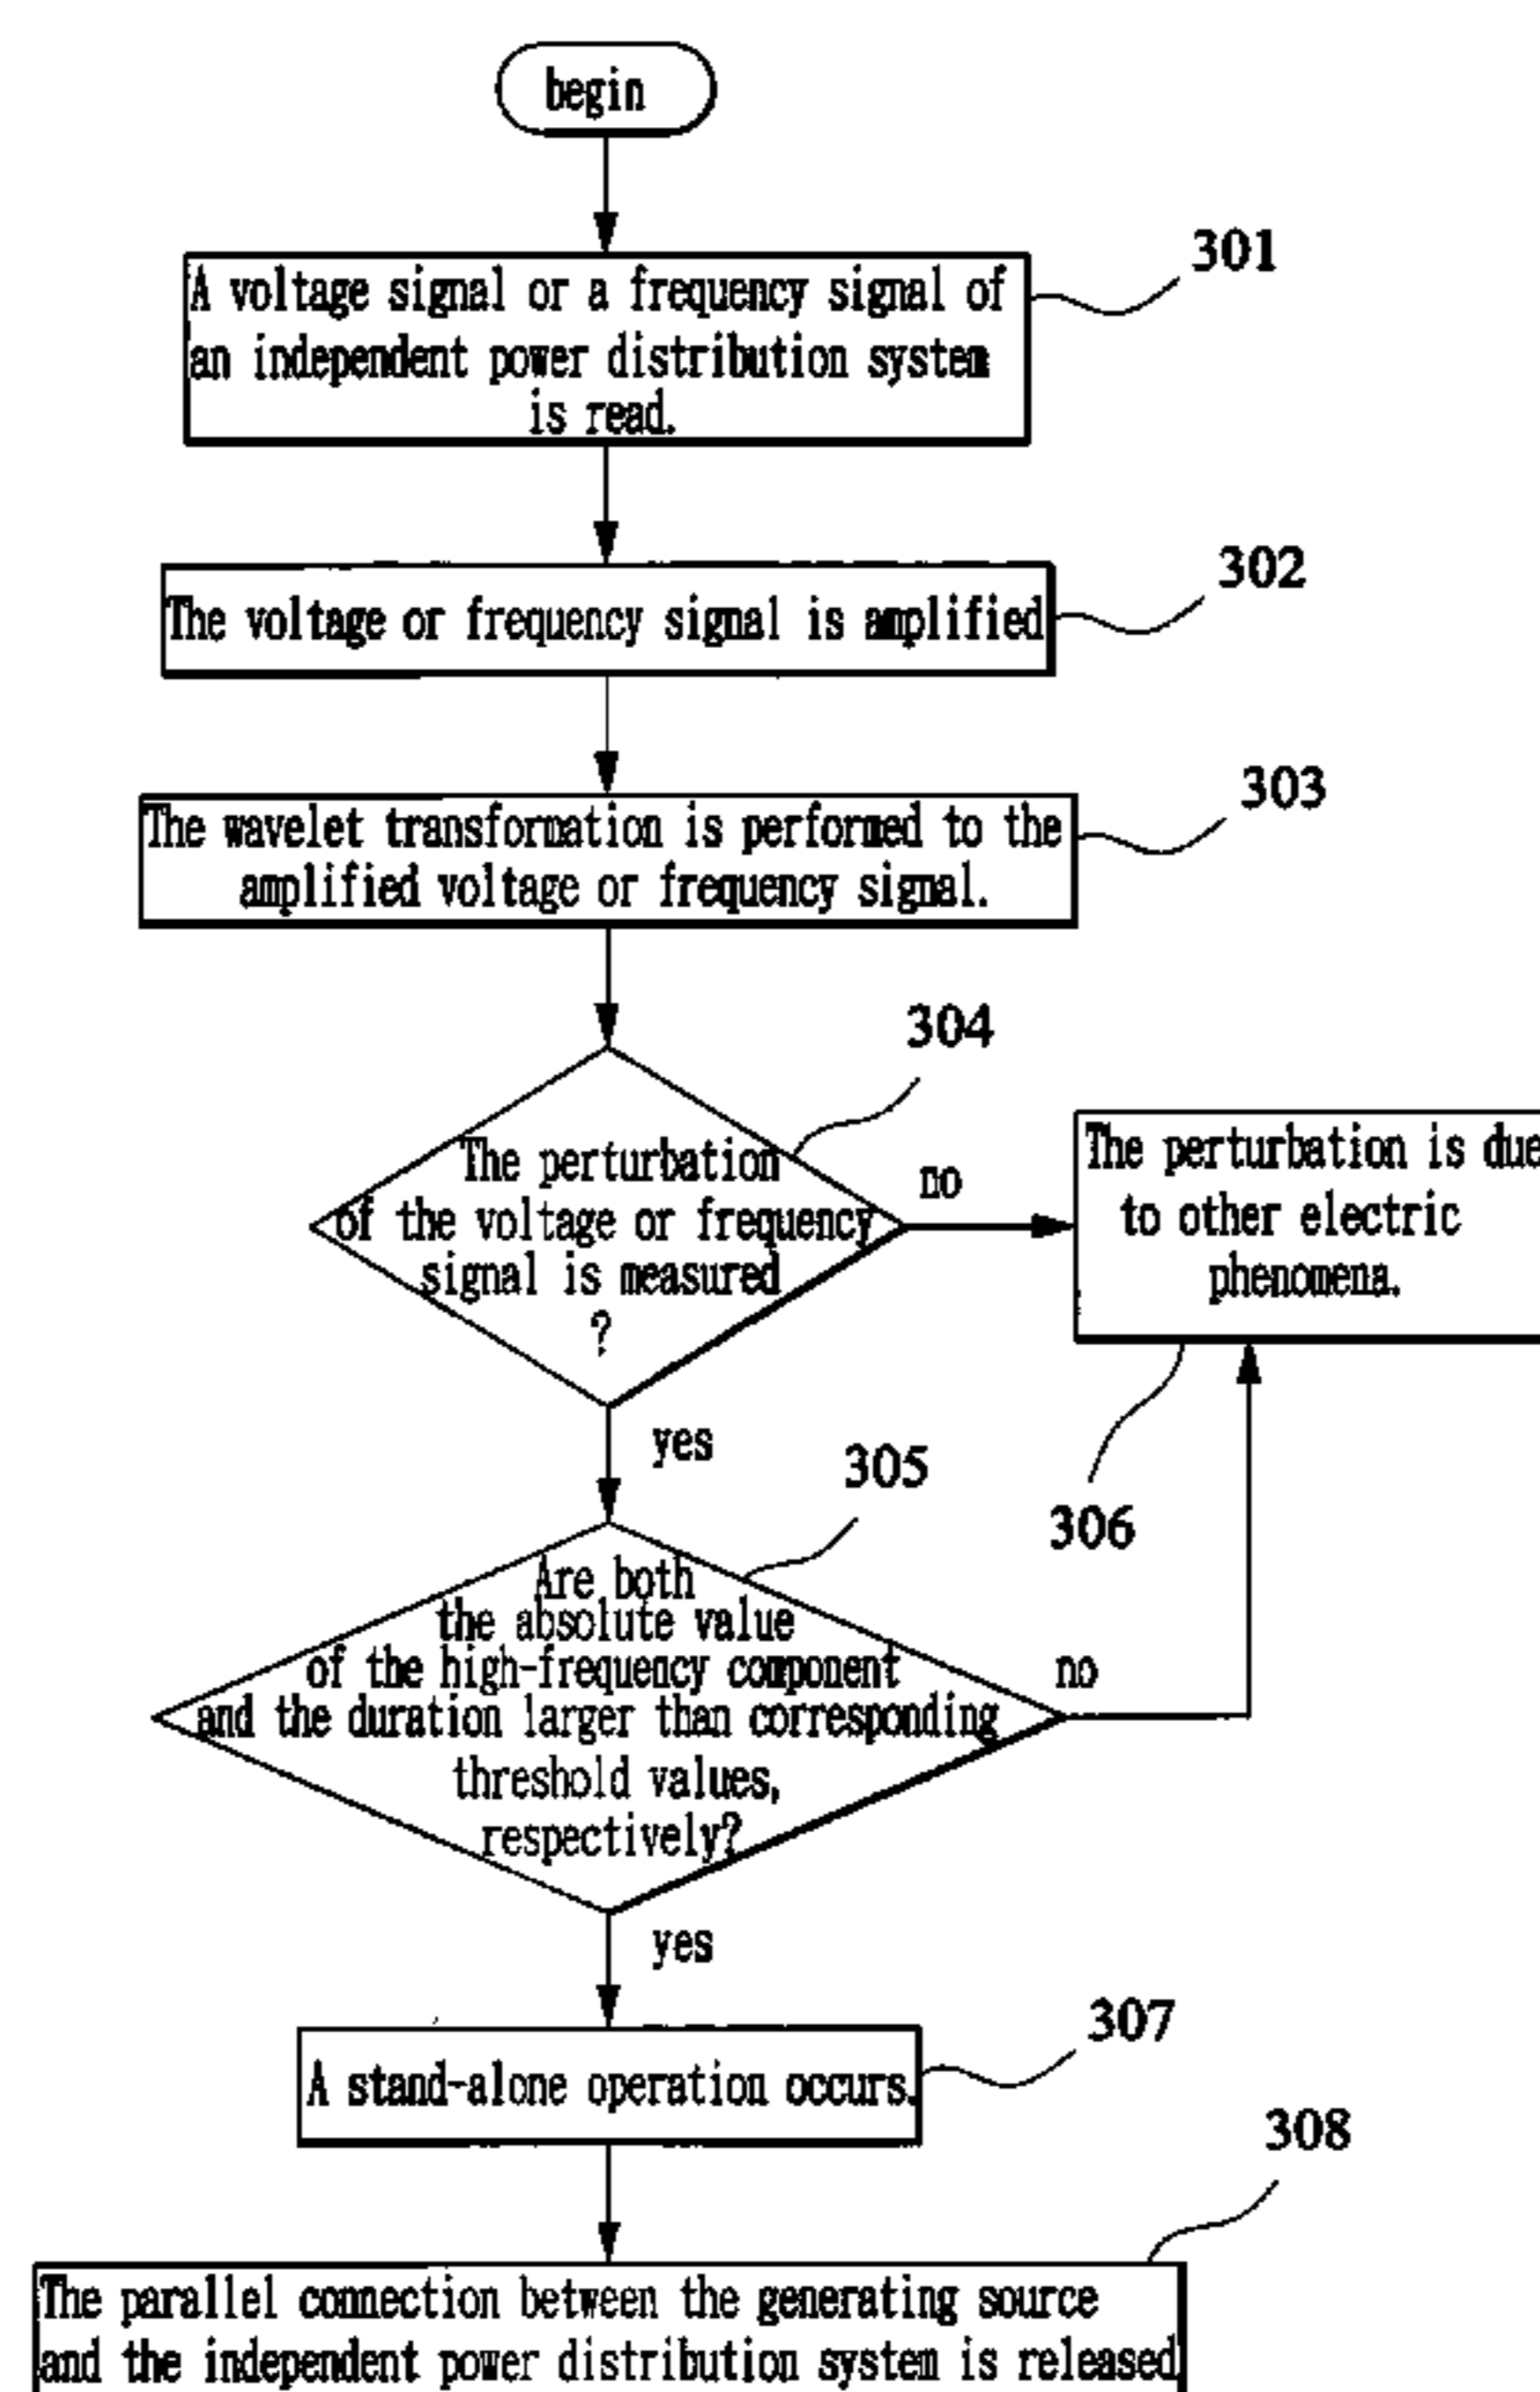 begin
301
A voltage signal or a frequency signal of
an independent power distribution system
is read.
302
The voltage or frequency signal is amplified
303
The wavelet transformation is performed to the
amplified voltage or frequency signal.
304
The perturbation
of the voltage or frequency
signal is measured
?
no
The perturbation is due
to other electric
phenomena.
306
yes
305
Are both
the absolute value
of the high-frequency component
and the duration larger than corresponding
threshold values,
respectively?
no
yes
307
A stand-alone operation occurs.
308
The parallel connection between the generating source
and the independent power distribution system is released.